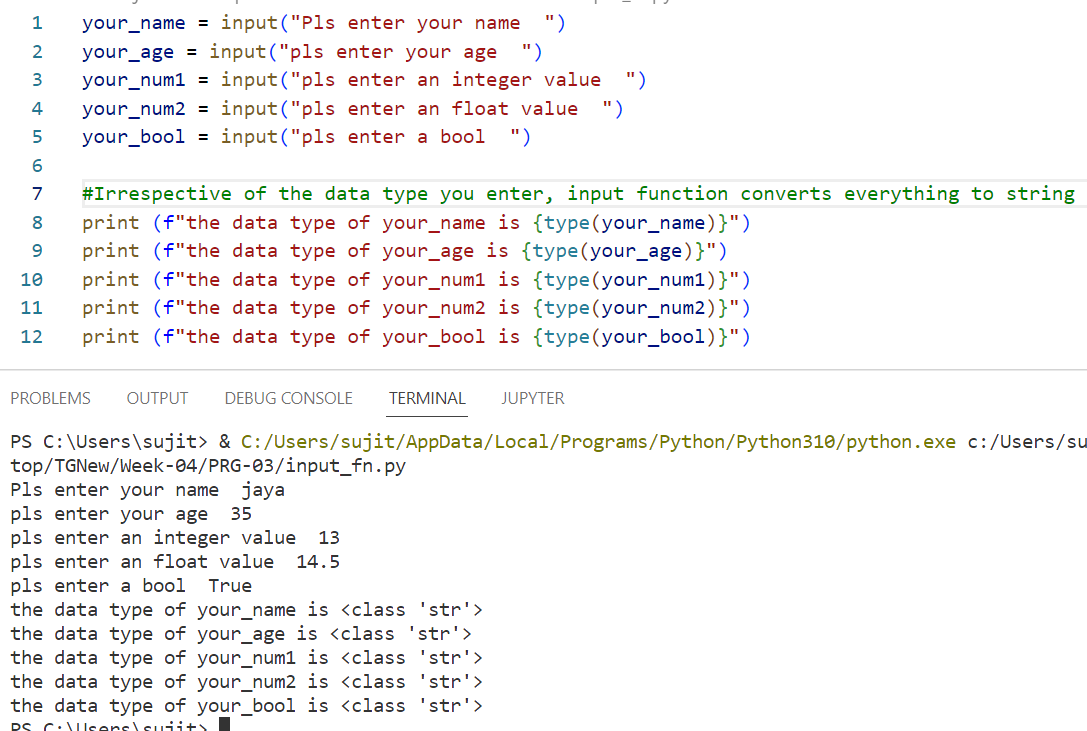 1 your_name = input("Pls enter your name  ")
2 your_age = input("pls enter your age  ")
3 your_num1 = input("pls enter an integer value  ")
4 your_num2 = input("pls enter an float value  ")
5 your_bool = input("pls enter a bool  ")
6
7 #Irrespective of the data type you enter, input function converts everything to string
8 print (f"the data type of your_name is {type(your_name)}")
9 print (f"the data type of your_age is {type(your_age)}")
10 print (f"the data type of your_num1 is {type(your_num1)}")
11 print (f"the data type of your_num2 is {type(your_num2)}")
12 print (f"the data type of your_bool is {type(your_bool)}")
PROBLEMS OUTPUT DEBUG CONSOLE TERMINAL JUPYTER
PS C:\Users\sujit> & C:/Users/sujit/AppData/Local/Programs/Python/Python310/python.exe c:/Users/su
top/TGNew/Week-04/PRG-03/input_fn.py
Pls enter your name  jaya
pls enter your age  35
pls enter an integer value  13
pls enter an float value  14.5
pls enter a bool  True
the data type of your_name is <class 'str'>
the data type of your_age is <class 'str'>
the data type of your_num1 is <class 'str'>
the data type of your_num2 is <class 'str'>
the data type of your_bool is <class 'str'>
PS C:\Users\sujit>